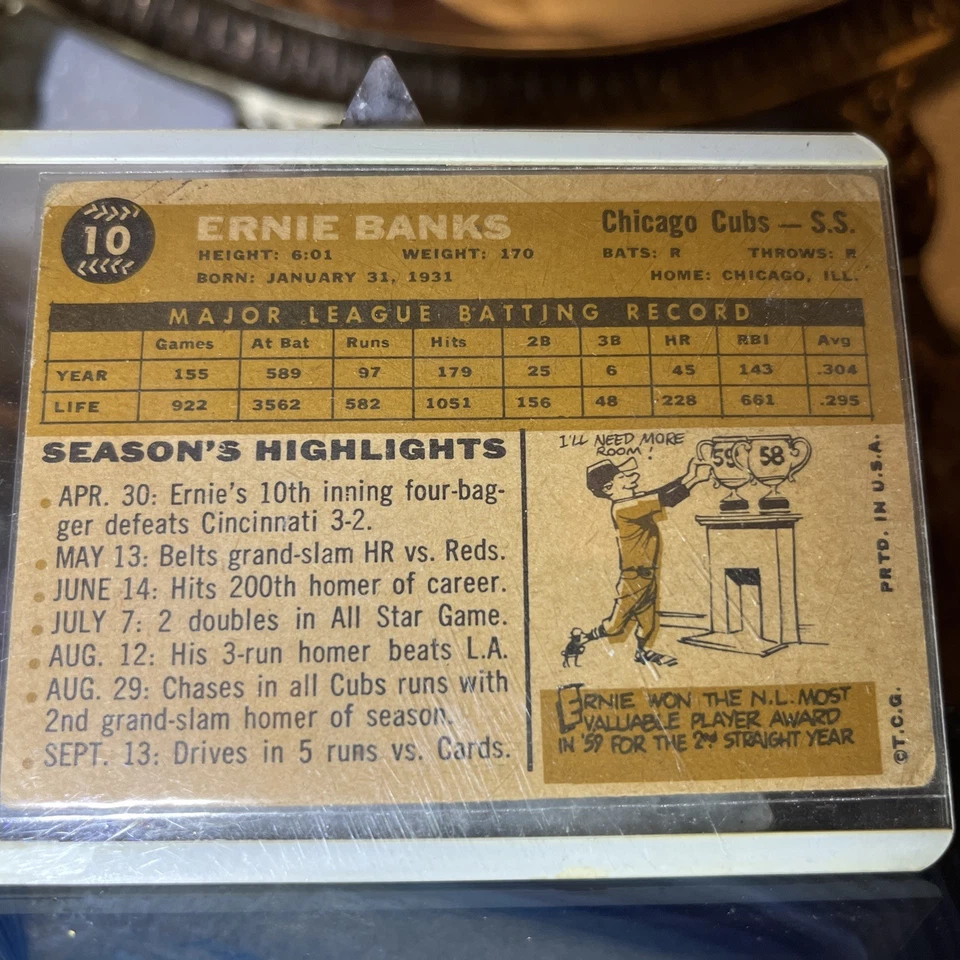 10
ERNIE BANKS
Chicago Cubs — S.S.
HEIGHT: 6:01 WEIGHT: 170 BATS: R THROWS: R
BORN: JANUARY 31, 1931 HOME: CHICAGO, ILL.
MAJOR LEAGUE BATTING RECORD
Games At Bat Runs Hits 2B 3B HR RBI Avg
YEAR 155 589 97 179 25 6 45 143 .304
LIFE 922 3562 582 1051 156 48 228 661 .295
SEASON'S HIGHLIGHTS
APR. 30: Ernie's 10th inning four-bag-
ger defeats Cincinnati 3-2.
MAY 13: Belts grand-slam HR vs. Reds.
JUNE 14: Hits 200th homer of career.
JULY 7: 2 doubles in All Star Game.
AUG. 12: His 3-run homer beats L.A.
AUG. 29: Chases in all Cubs runs with
2nd grand-slam homer of season.
SEPT. 13: Drives in 5 runs vs. Cards.
I'LL NEED MORE
ROOM!
59 58
ERNIE WON THE N.L. MOST
VALUABLE PLAYER AWARD
IN '59 FOR THE 2ND STRAIGHT YEAR
©T.C.G. PRTD. IN U.S.A.